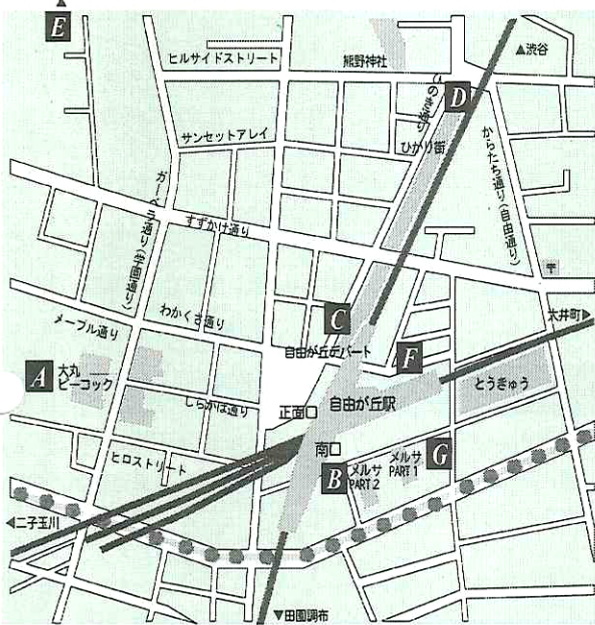 E
ヒルサイドストリート
熊野神社
▲渋谷
D
ひのき通り
サンセットアレイ
ひかり街
からたち通り(自由通り)
ガーベラ通り(学園通り)
すずかけ通り
〒
メープル通り
わかくさ通り
C
大井町▶
自由が丘デパート
F
A
大丸
ピーコック
とうきゅう
しらかば通り
正面口
自由が丘駅
南口
ヒロストリート
B
メルサ
PART 2
メルサ
PART 1
G
◀二子玉川
▼田園調布